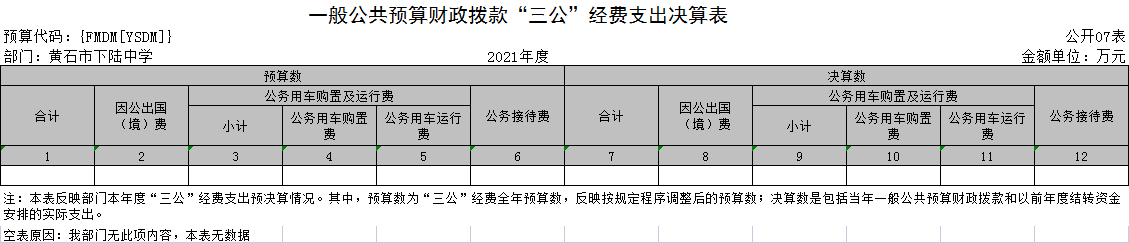 一般公共预算财政拨款“三公”经费支出决算表
预算代码：{FMDM[YSDM]}
公开07表
部门：黄石市下陆中学
2021年度
金额单位：万元
预算数
决算数
合计
因公出国（境）费
公务用车购置及运行费
小计
公务用车购置费
公务用车运行费
公务接待费
合计
因公出国（境）费
公务用车购置及运行费
小计
公务用车购置费
公务用车运行费
公务接待费
1 2 3 4 5 6 7 8 9 10 11 12
注：本表反映部门本年度“三公”经费支出预决算情况。其中，预算数为“三公”经费全年预算数，反映按规定程序调整后的预算数；决算数是包括当年一般公共预算财政拨款和以前年度结转资金
安排的实际支出。
空表原因：我部门无此项内容，本表无数据